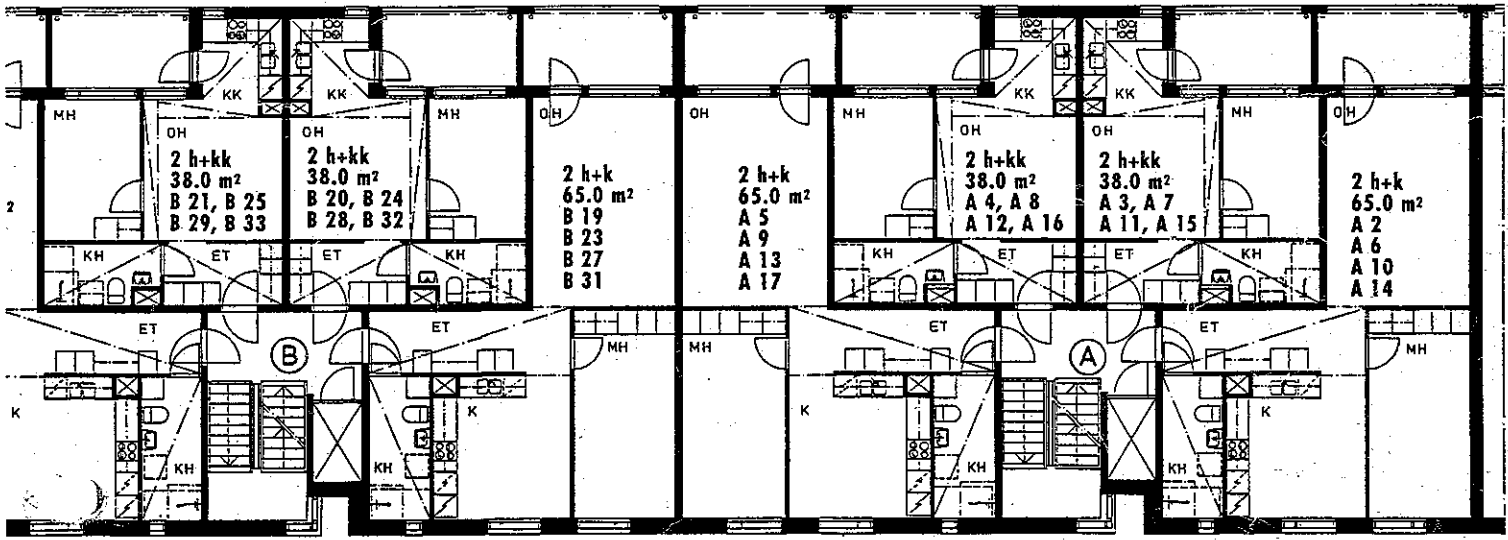 KK
KK
KK
KK
MH
OH
2 h+kk
38.0 m²
B 21, B 25
B 29, B 33
OH
2 h+kk
38.0 m²
B 20, B 24
B 28, B 32
MH
OH
2 h+k
65.0 m²
B 19
B 23
B 27
B 31
OH
2 h+k
65.0 m²
A 5
A 9
A 13
A 17
MH
OH
2 h+kk
38.0 m²
A 4, A 8
A 12, A 16
OH
2 h+kk
38.0 m²
A 3, A 7
A 11, A 15
MH
OH
2 h+k
65.0 m²
A 2
A 6
A 10
A 14
2
KH
ET
ET
KH
KH
ET
ET
KH
ET
B
ET
MH
MH
ET
A
ET
MH
K
KH
KH
K
K
KH
KH
K